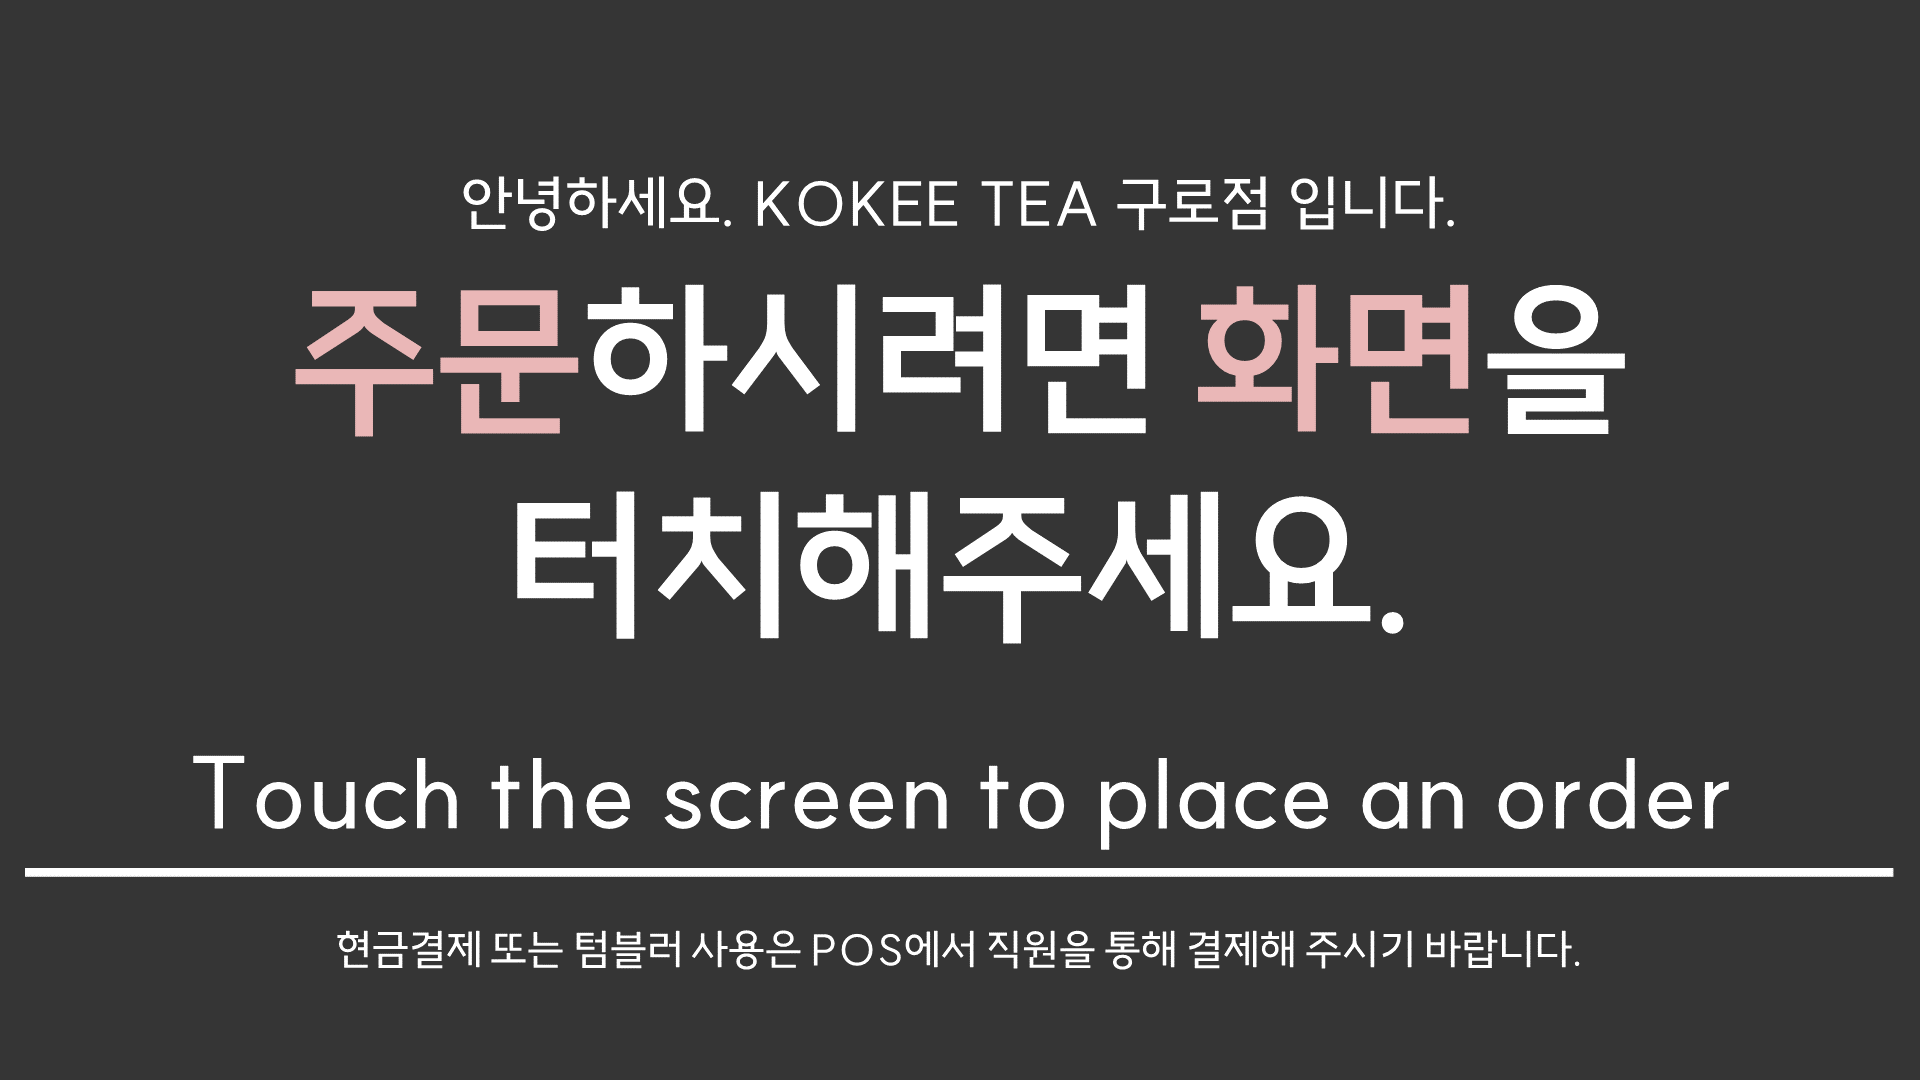 안녕하세요. KOKEE TEA 구로점 입니다.
주문하시려면 화면을
터치해주세요.
Touch the screen to place an order
현금결제 또는 텀블러 사용은 POS에서 직원을 통해 결제해 주시기 바랍니다.